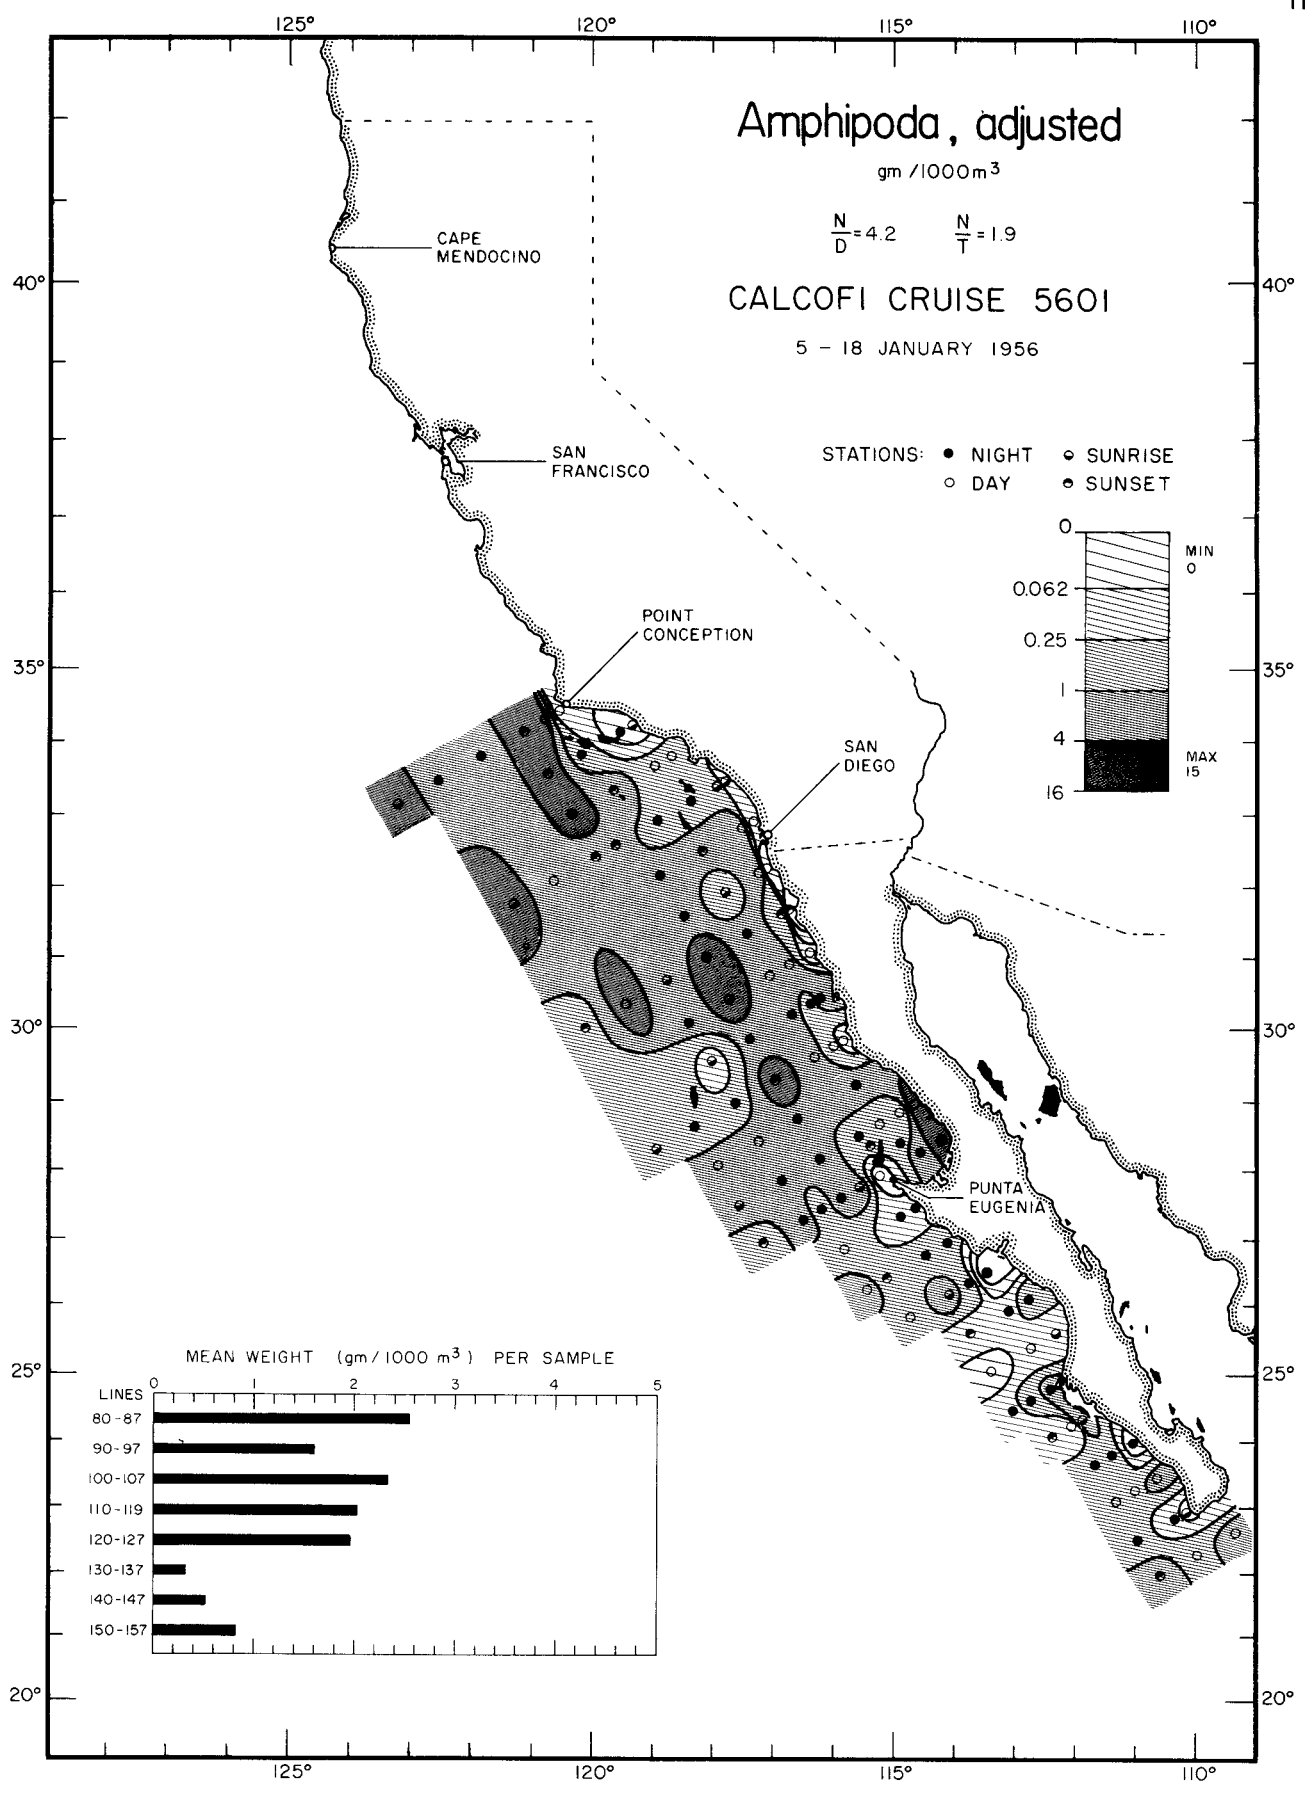 125°
120°
115°
110°
Amphipoda, adjusted
gm /1000m³
N/D = 4.2 N/T = 1.9
CAPE
MENDOCINO
40°
40°
CALCOFI CRUISE 5601
5 – 18 JANUARY 1956
SAN
FRANCISCO
STATIONS: NIGHT SUNRISE
DAY SUNSET
0
MIN
0
0.062
0.25
1
4
MAX
15
16
POINT
CONCEPTION
35°
35°
SAN
DIEGO
30°
30°
PUNTA
EUGENIA
25°
25°
MEAN WEIGHT (gm/1000 m³) PER SAMPLE
LINES
0 1 2 3 4 5
80-87
90-97
100-107
110-119
120-127
130-137
140-147
150-157
20°
20°
125°
120°
115°
110°